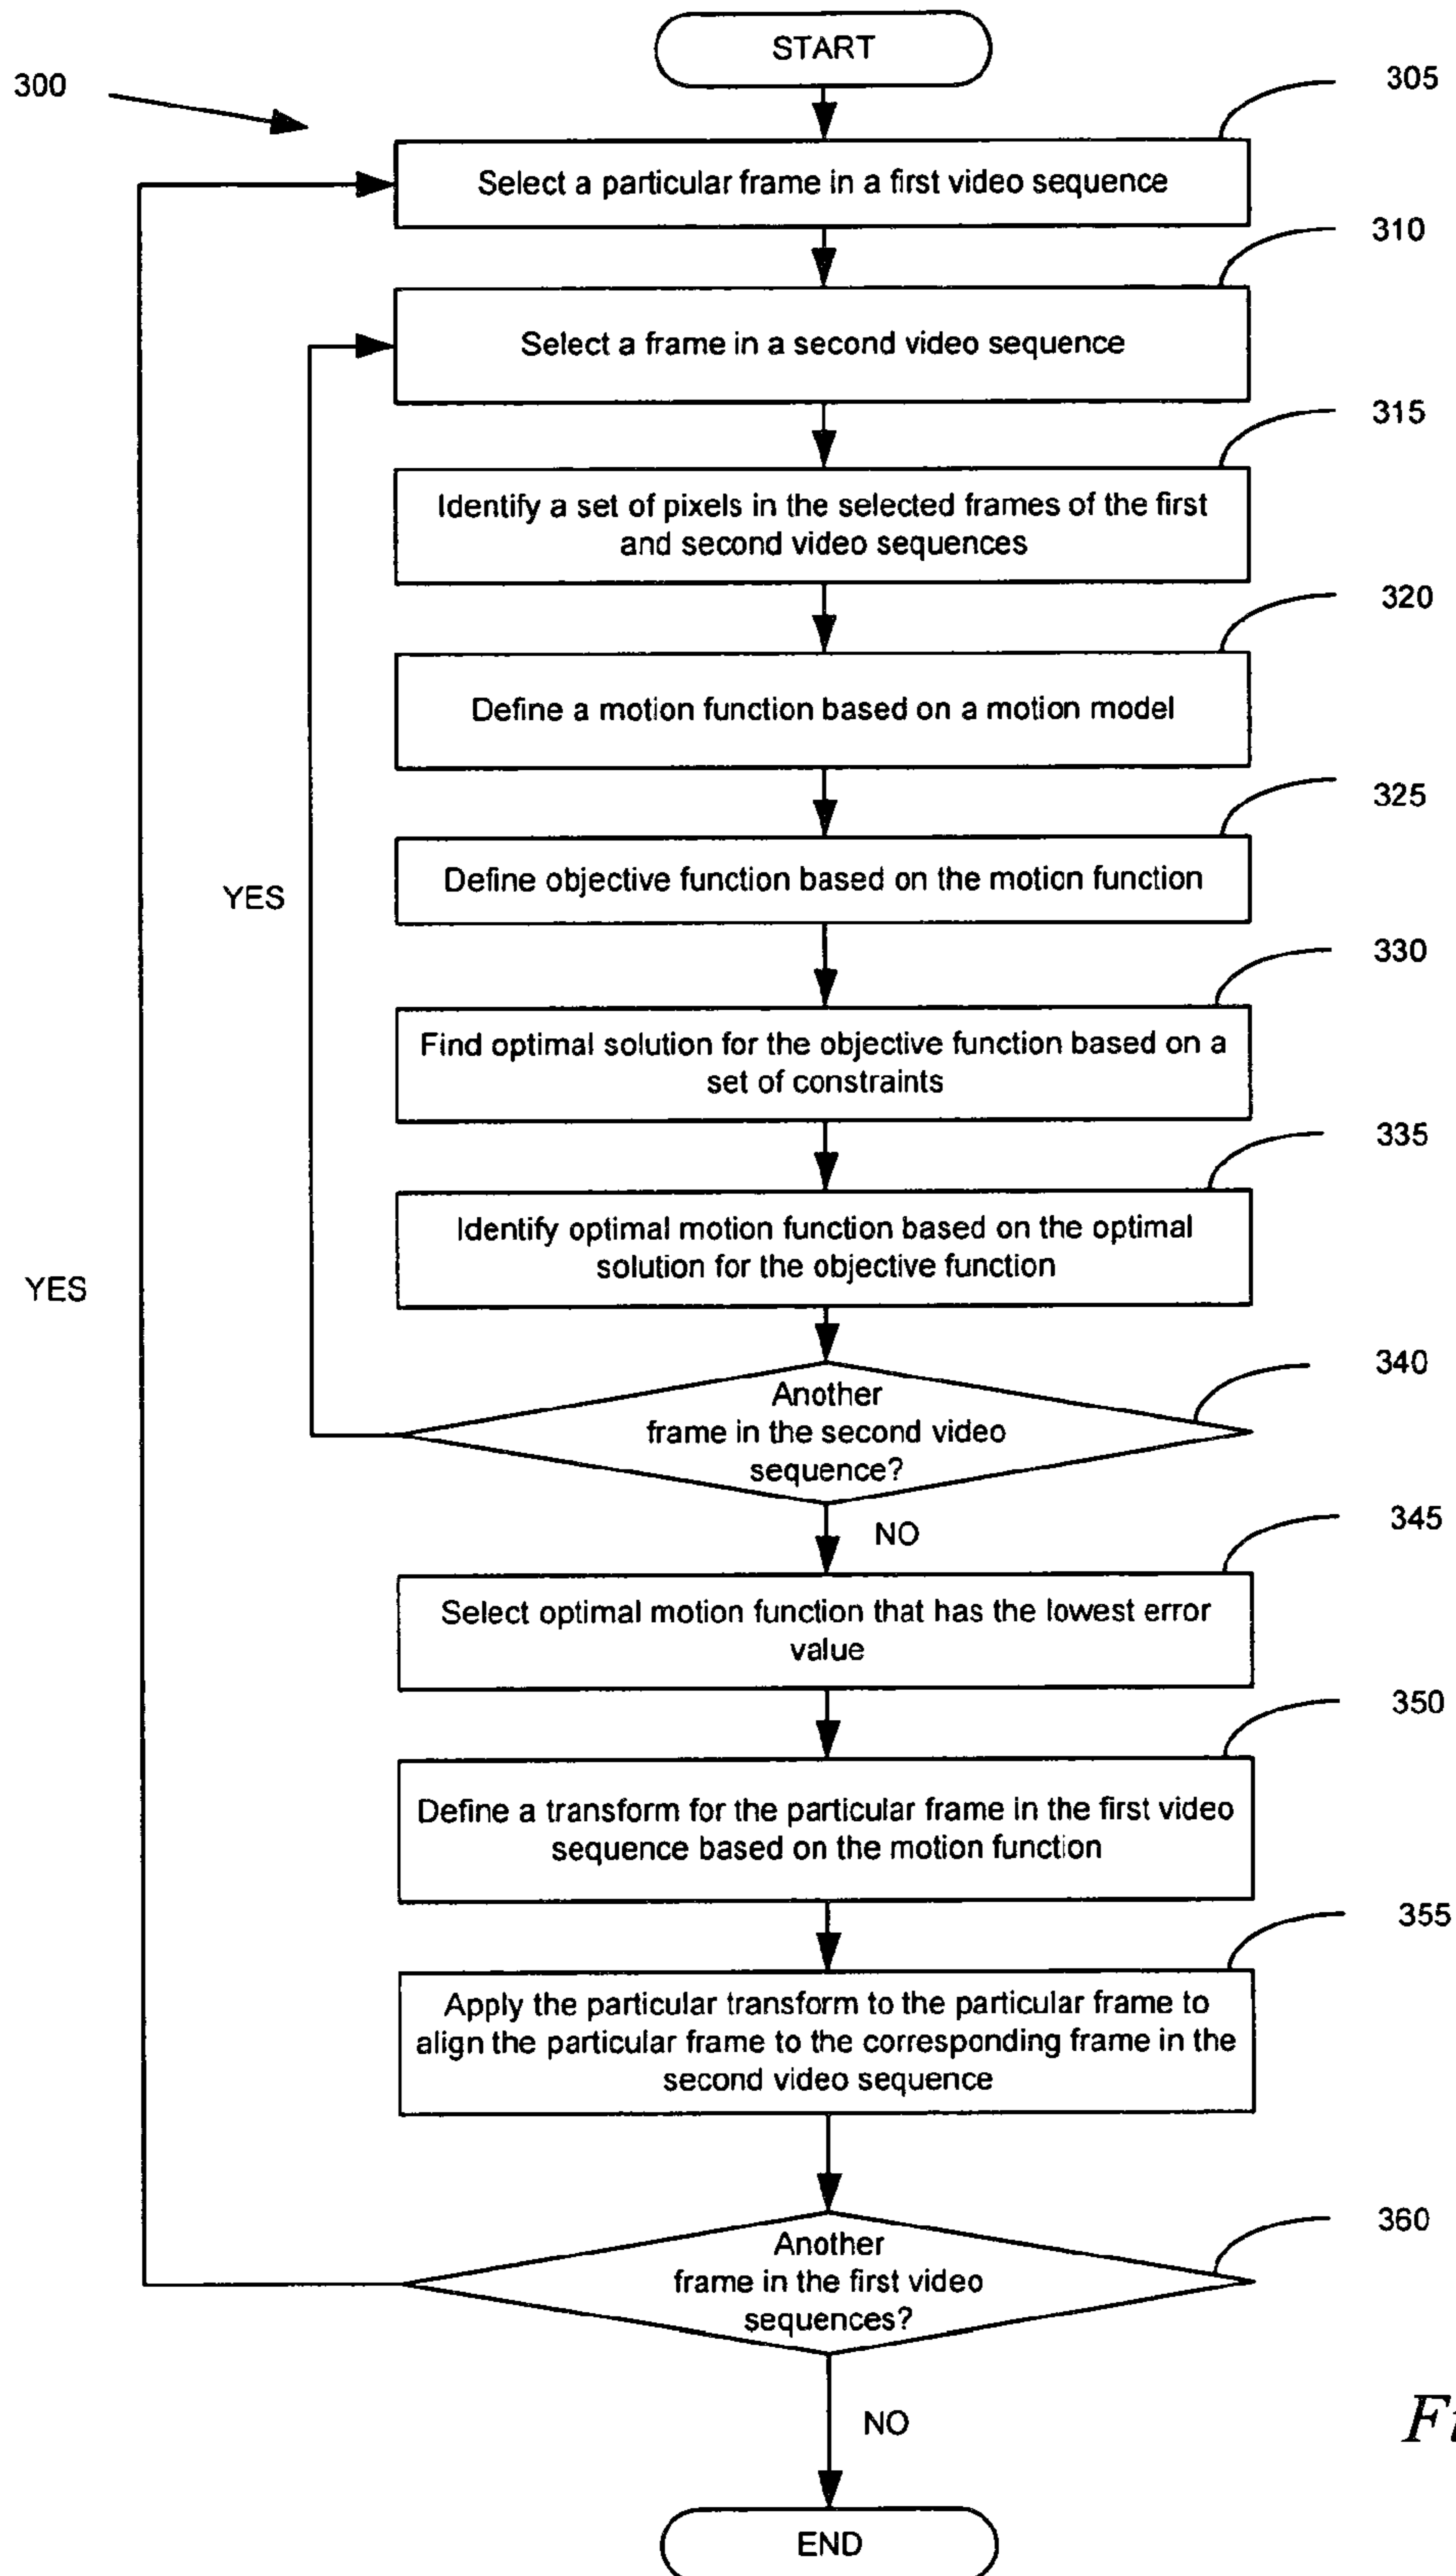 START
300
305
Select a particular frame in a first video sequence
310
Select a frame in a second video sequence
315
Identify a set of pixels in the selected frames of the first
and second video sequences
320
Define a motion function based on a motion model
325
Define objective function based on the motion function
YES
330
Find optimal solution for the objective function based on a
set of constraints
335
Identify optimal motion function based on the optimal
solution for the objective function
YES
340
Another
frame in the second video
sequence?
NO
345
Select optimal motion function that has the lowest error
value
350
Define a transform for the particular frame in the first video
sequence based on the motion function
355
Apply the particular transform to the particular frame to
align the particular frame to the corresponding frame in the
second video sequence
360
Another
frame in the first video
sequences?
NO
END